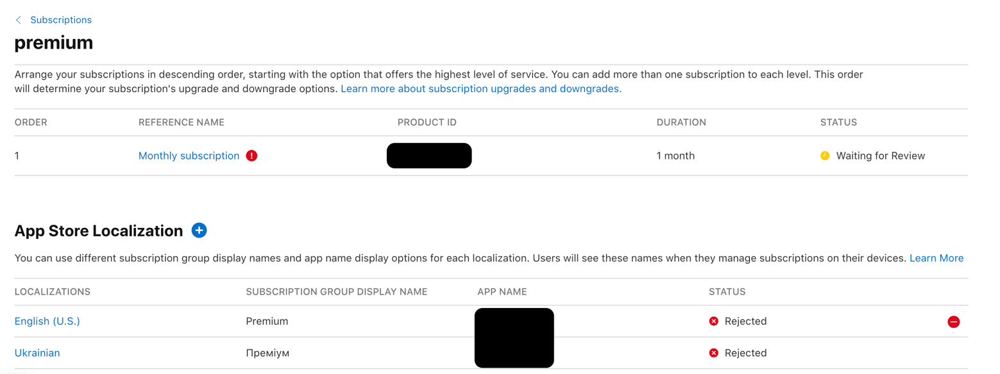 Subscriptions
premium
Arrange your subscriptions in descending order, starting with the option that offers the highest level of service. You can add more than one subscription to each level. This order
will determine your subscription's upgrade and downgrade options. Learn more about subscription upgrades and downgrades.
ORDER REFERENCE NAME PRODUCT ID DURATION STATUS
1 Monthly subscription 1 month Waiting for Review
App Store Localization
You can use different subscription group display names and app name display options for each localization. Users will see these names when they manage subscriptions on their devices. Learn More
LOCALIZATIONS SUBSCRIPTION GROUP DISPLAY NAME APP NAME STATUS
English (U.S.) Premium Rejected
Ukrainian Преміум Rejected